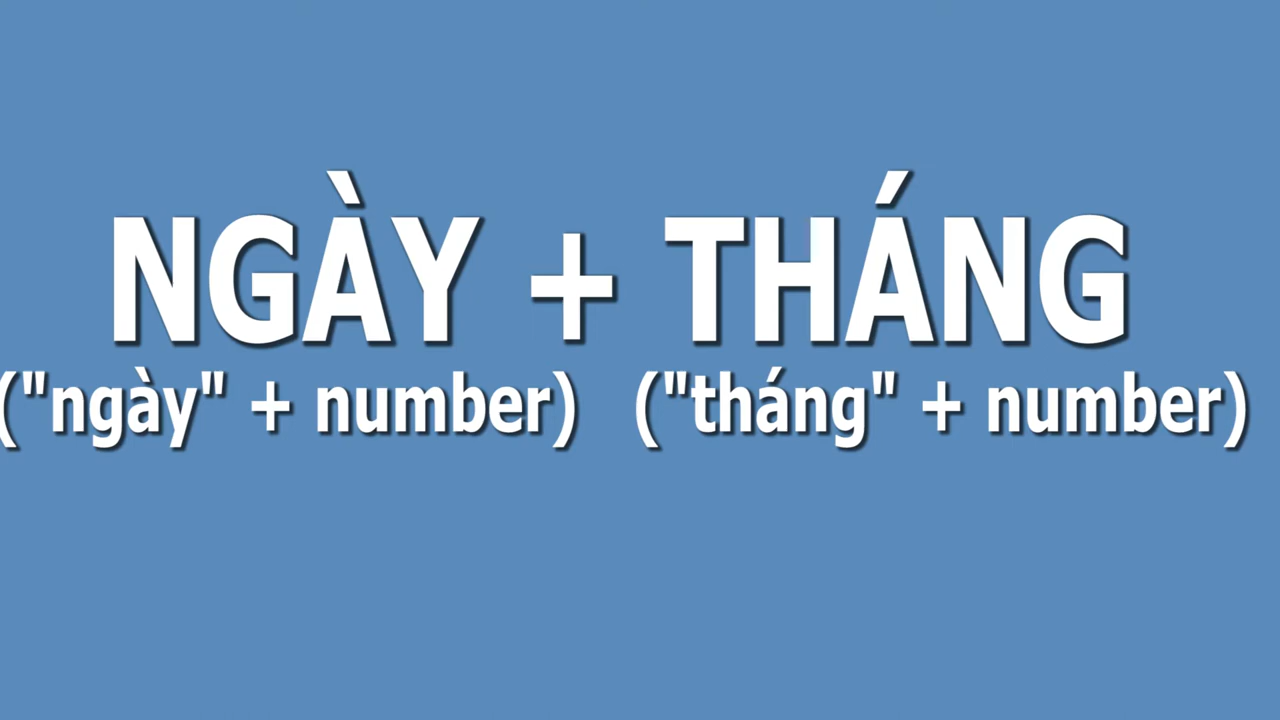 NGÀY + THÁNG
("ngày" + number) ("tháng" + number)